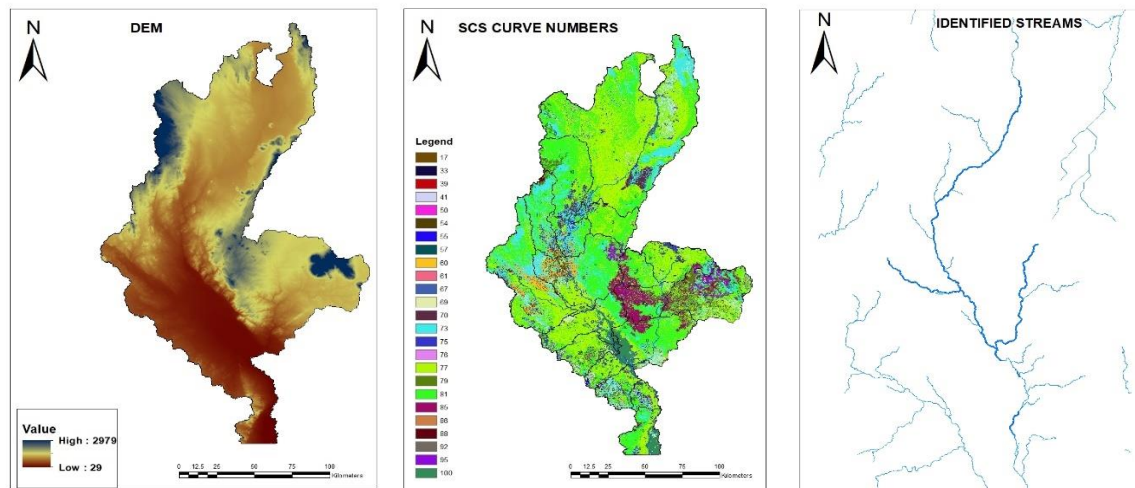 N
DEM
Value
High : 2979
Low : 29
0 12.5 25 50 75 100
Kilometers
N
SCS CURVE NUMBERS
Legend
17
33
39
41
50
54
55
57
60
61
67
69
70
73
75
76
77
79
81
85
86
88
92
95
100
0 12.5 25 50 75 100
Kilometers
N
IDENTIFIED STREAMS